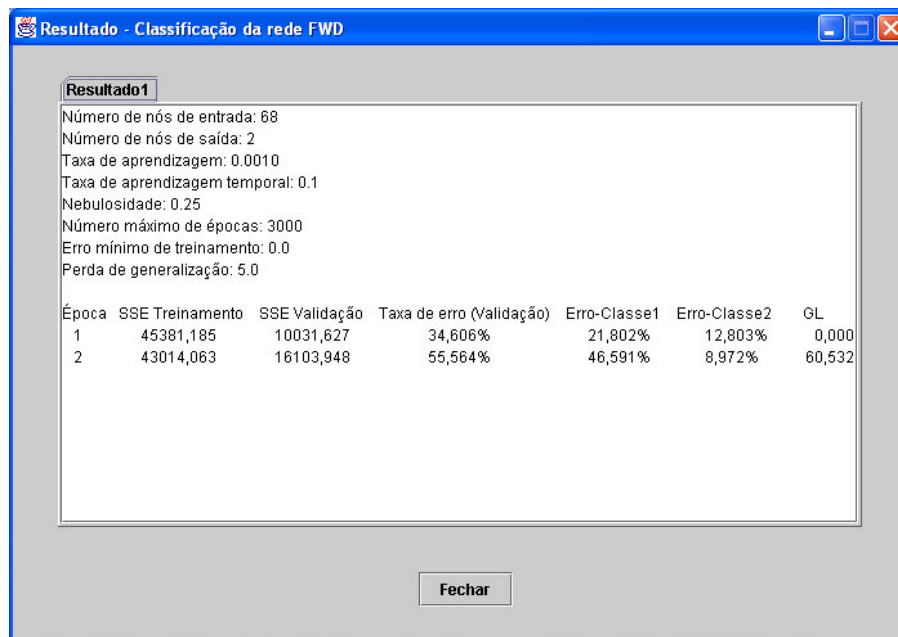 Resultado - Classificação da rede FWD
Resultado1
Número de nós de entrada: 68
Número de nós de saída: 2
Taxa de aprendizagem: 0.0010
Taxa de aprendizagem temporal: 0.1
Nebulosidade: 0.25
Número máximo de épocas: 3000
Erro mínimo de treinamento: 0.0
Perda de generalização: 5.0
Época SSE Treinamento SSE Validação Taxa de erro (Validação) Erro-Classe1 Erro-Classe2 GL
1 45381,185 10031,627 34,606% 21,802% 12,803% 0,000
2 43014,063 16103,948 55,564% 46,591% 8,972% 60,532
Fechar